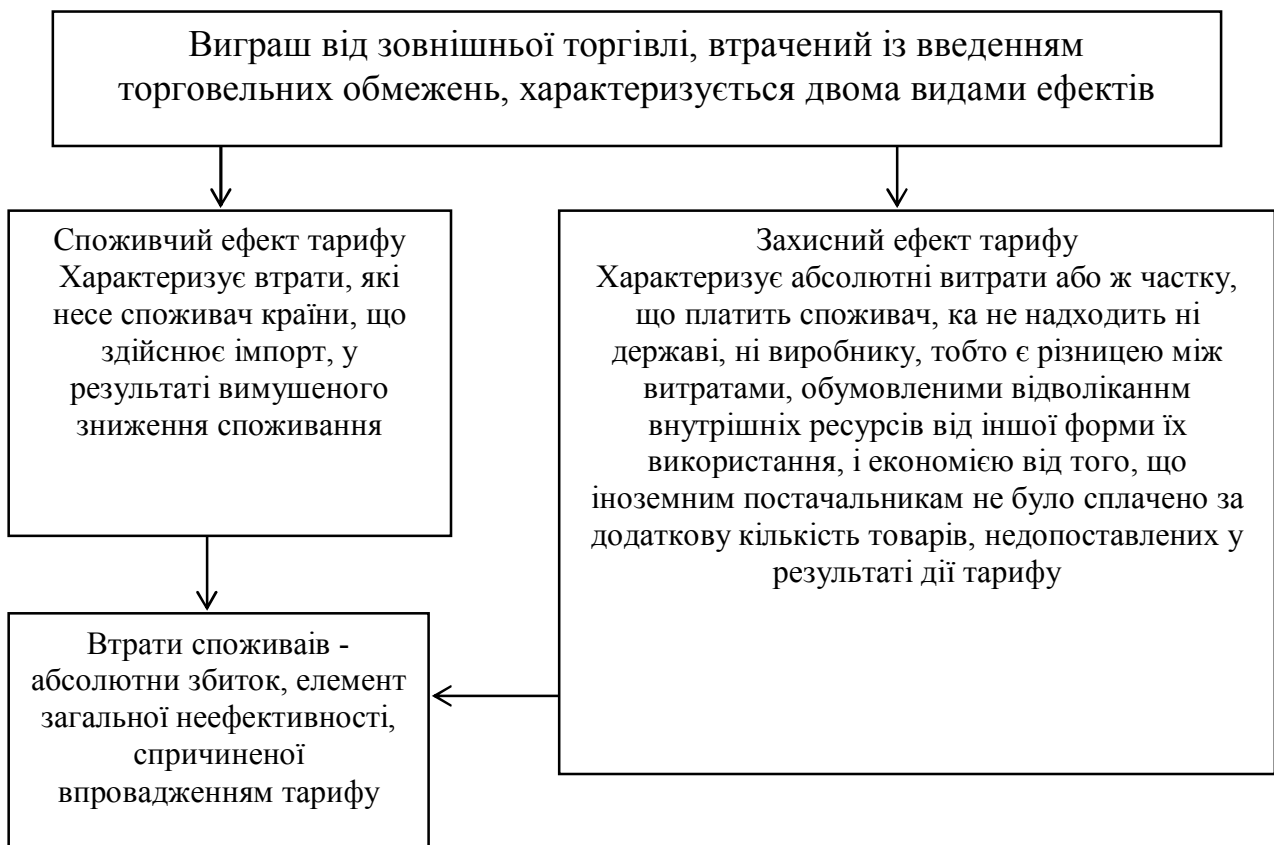 Виграш від зовнішньої торгівлі, втрачений із введенням
торговельних обмежень, характеризується двома видами ефектів
Споживчий ефект тарифу
Характеризує втрати, які
несе споживач країни, що
здійснює імпорт, у
результаті вимушеного
зниження споживання
Захисний ефект тарифу
Характеризує абсолютні витрати або ж частку,
що платить споживач, ка не надходить ні
державі, ні виробнику, тобто є різницею між
витратами, обумовленими відволіканнм
внутрішніх ресурсів від іншої форми їх
використання, і економією від того, що
іноземним постачальникам не було сплачено за
додаткову кількість товарів, недопоставлених у
результаті дії тарифу
Втрати споживаів -
абсолютни збиток, елемент
загальної неефективності,
спричиненої
впровадженням тарифу